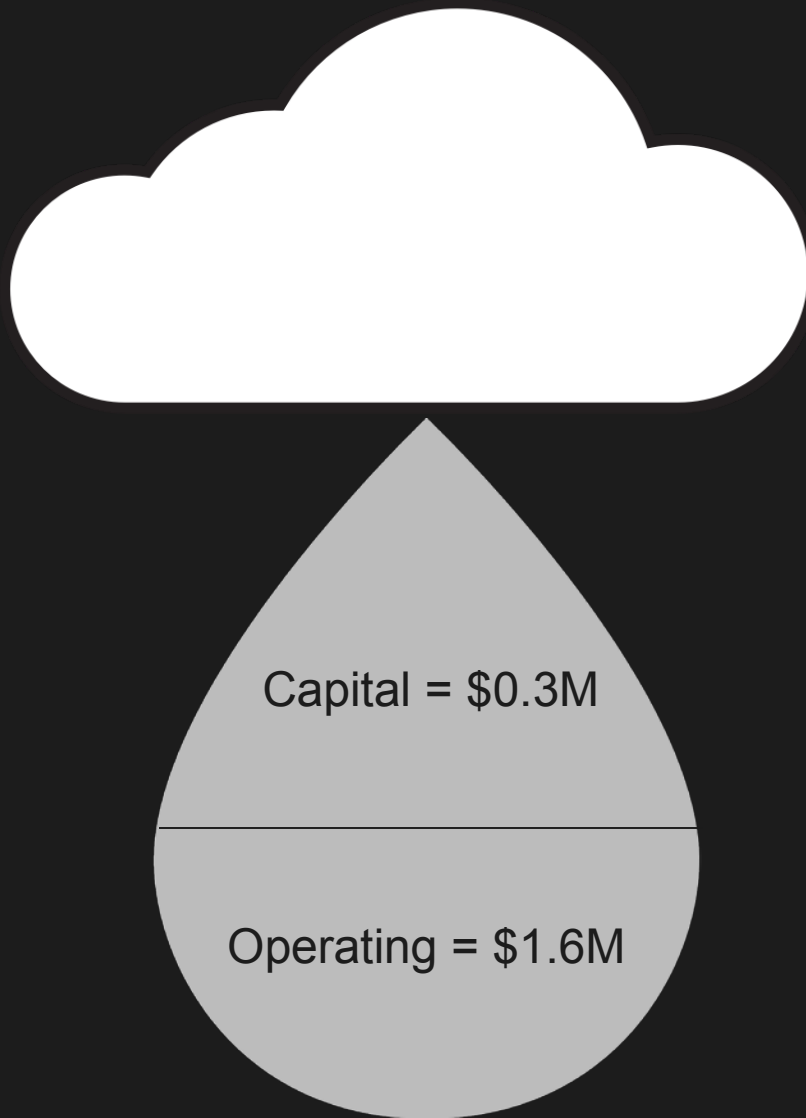 Capital = $0.3M
Operating = $1.6M